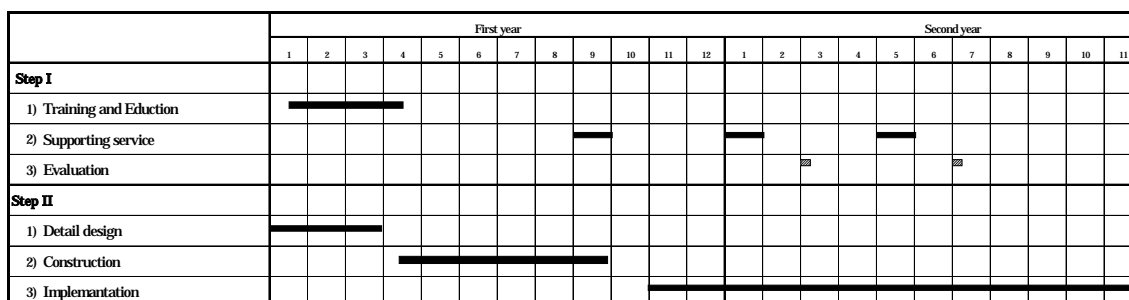 First year Second year
1 2 3 4 5 6 7 8 9 10 11 12 1 2 3 4 5 6 7 8 9 10 11
Step I
1) Training and Eduction
2) Supporting service
3) Evaluation
Step II
1) Detail design
2) Construction
3) Implemantation